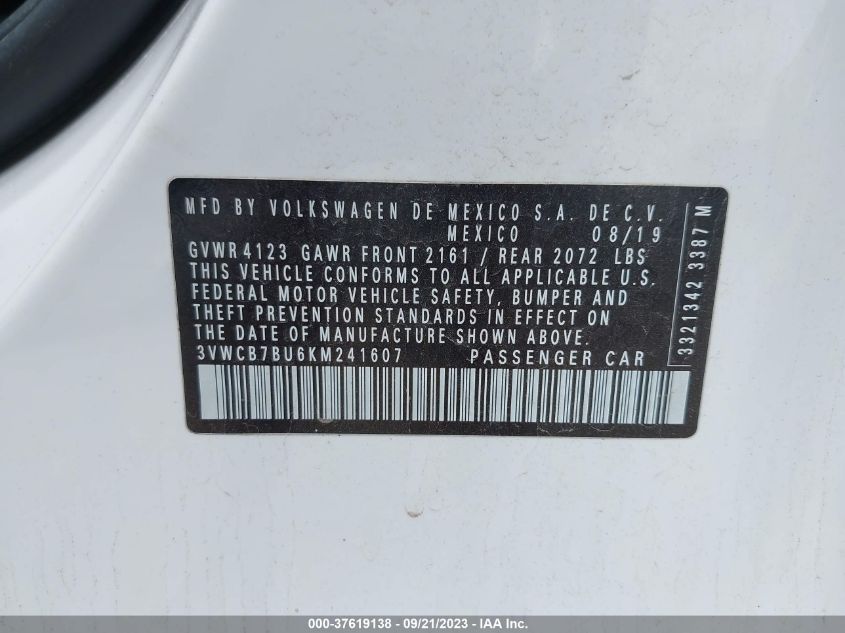 MFD BY VOLKSWAGEN DE MEXICO S.A. DE C.V.
MEXICO 08/19
GVWR 4123 GAWR FRONT 2161 / REAR 2072 LBS
THIS VEHICLE CONFORMS TO ALL APPLICABLE U.S.
FEDERAL MOTOR VEHICLE SAFETY, BUMPER AND
THEFT PREVENTION STANDARDS IN EFFECT ON
THE DATE OF MANUFACTURE SHOWN ABOVE.
3VWCB7BU6KM241607 PASSENGER CAR
3321342 3387 M
000-37619138 - 09/21/2023 - IAA Inc.